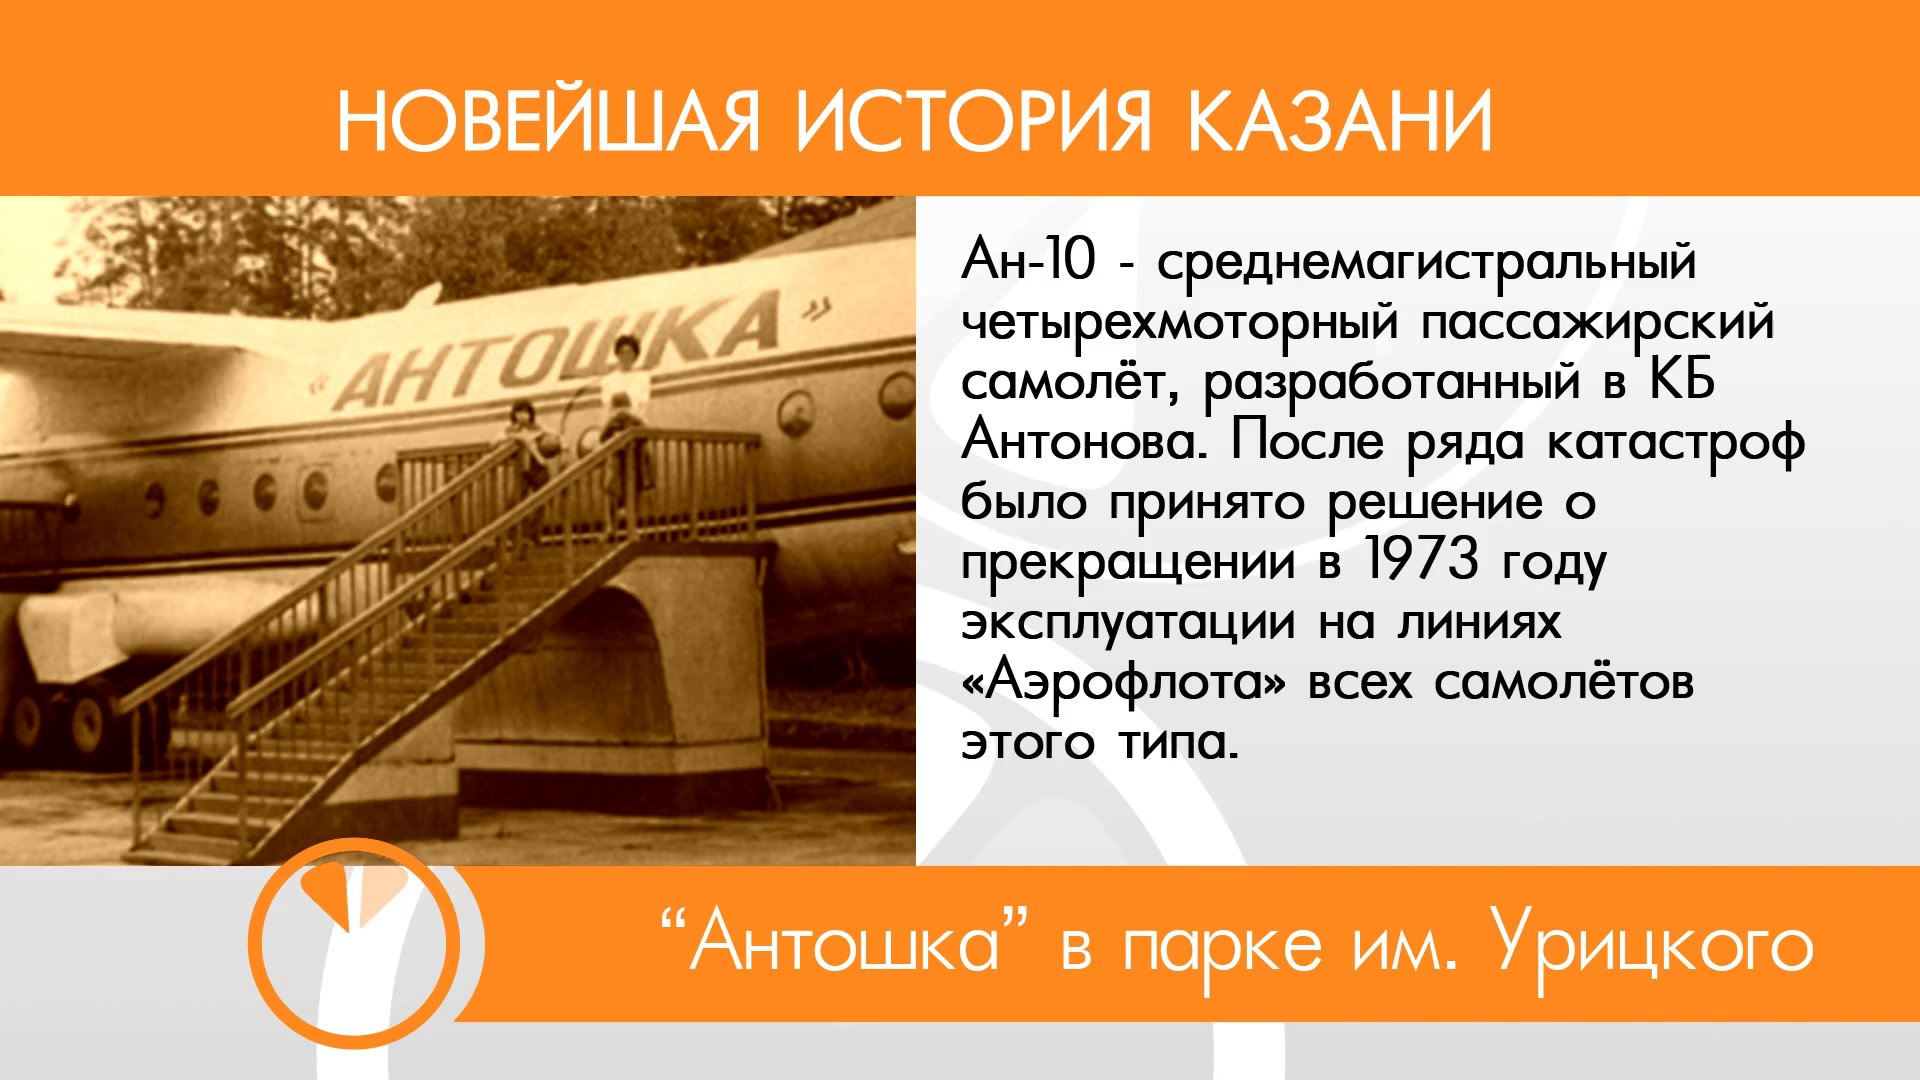 НОВЕЙШАЯ ИСТОРИЯ КАЗАНИ
«АНТОШКА»
Ан-10 - среднемагистральный
четырехмоторный пассажирский
самолёт, разработанный в КБ
Антонова. После ряда катастроф
было принято решение о
прекращении в 1973 году
эксплуатации на линиях
«Аэрофлота» всех самолётов
этого типа.
“Антошка” в парке им. Урицкого